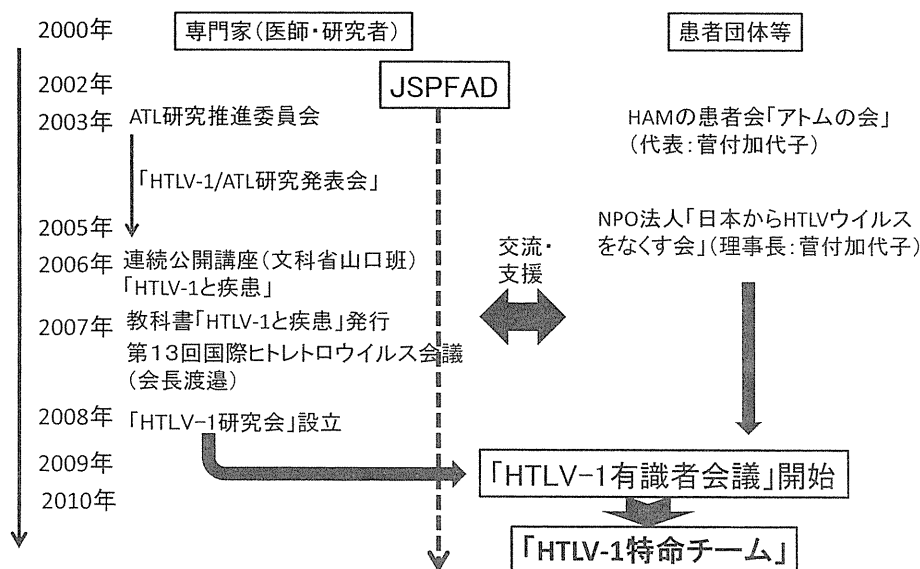 2000年
専門家（医師・研究者）
患者団体等
2002年
JSPFAD
2003年
ATL研究推進委員会
HAMの患者会「アトムの会」
（代表：菅付加代子）
「HTLV-1/ATL研究発表会」
2005年
NPO法人「日本からHTLVウイルス
をなくす会」（理事長：菅付加代子）
2006年
連続公開講座（文科省山口班）
「HTLV-1と疾患」
交流・
支援
2007年
教科書「HTLV-1と疾患」発行
第13回国際ヒトレトロウイルス会議
（会長渡邉）
2008年
「HTLV-1研究会」設立
2009年
「HTLV-1有識者会議」開始
2010年
「HTLV-1特命チーム」